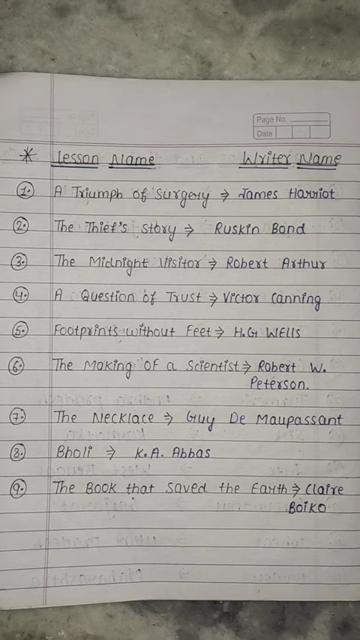 Page No.
Date
* Lesson Name Writer Name
1. A Triumph of Surgery → James Harriot
2. The Thief's Story → Ruskin Bond
3. The Midnight Visitor → Robert Arthur
4. A Question of Trust → Victor Canning
5. Footprints without Feet → H.G WELLS
6. The Making of a Scientist → Robert W.
Peterson.
7. The Necklace → Guy De Maupassant
8. Bholi → K.A. Abbas
9. The Book that Saved the Earth → Claire
Boiko